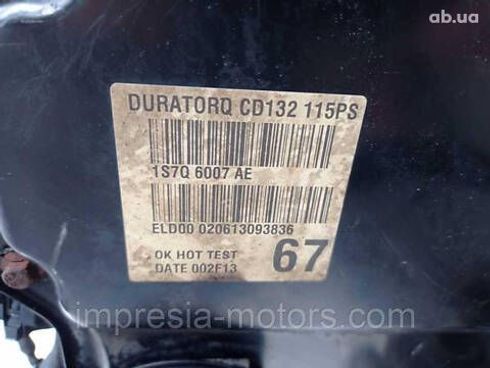 ab.ua
DURATORQ CD132 115PS
1S7Q 6007 AE
ELD00 020613093836
OK HOT TEST
DATE 002F13
67
impresia-motors.com